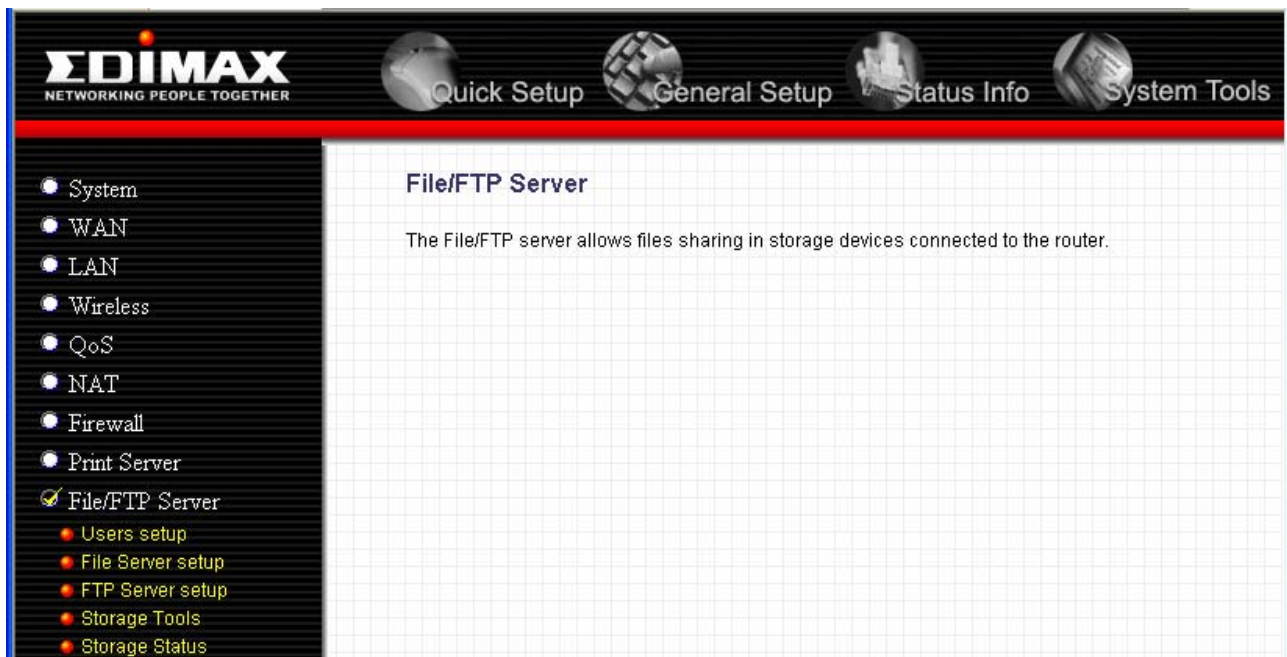 EDIMAX
NETWORKING PEOPLE TOGETHER
Quick Setup
General Setup
Status Info
System Tools
System
WAN
LAN
Wireless
QoS
NAT
Firewall
Print Server
File/FTP Server
Users setup
File Server setup
FTP Server setup
Storage Tools
Storage Status
File/FTP Server
The File/FTP server allows files sharing in storage devices connected to the router.